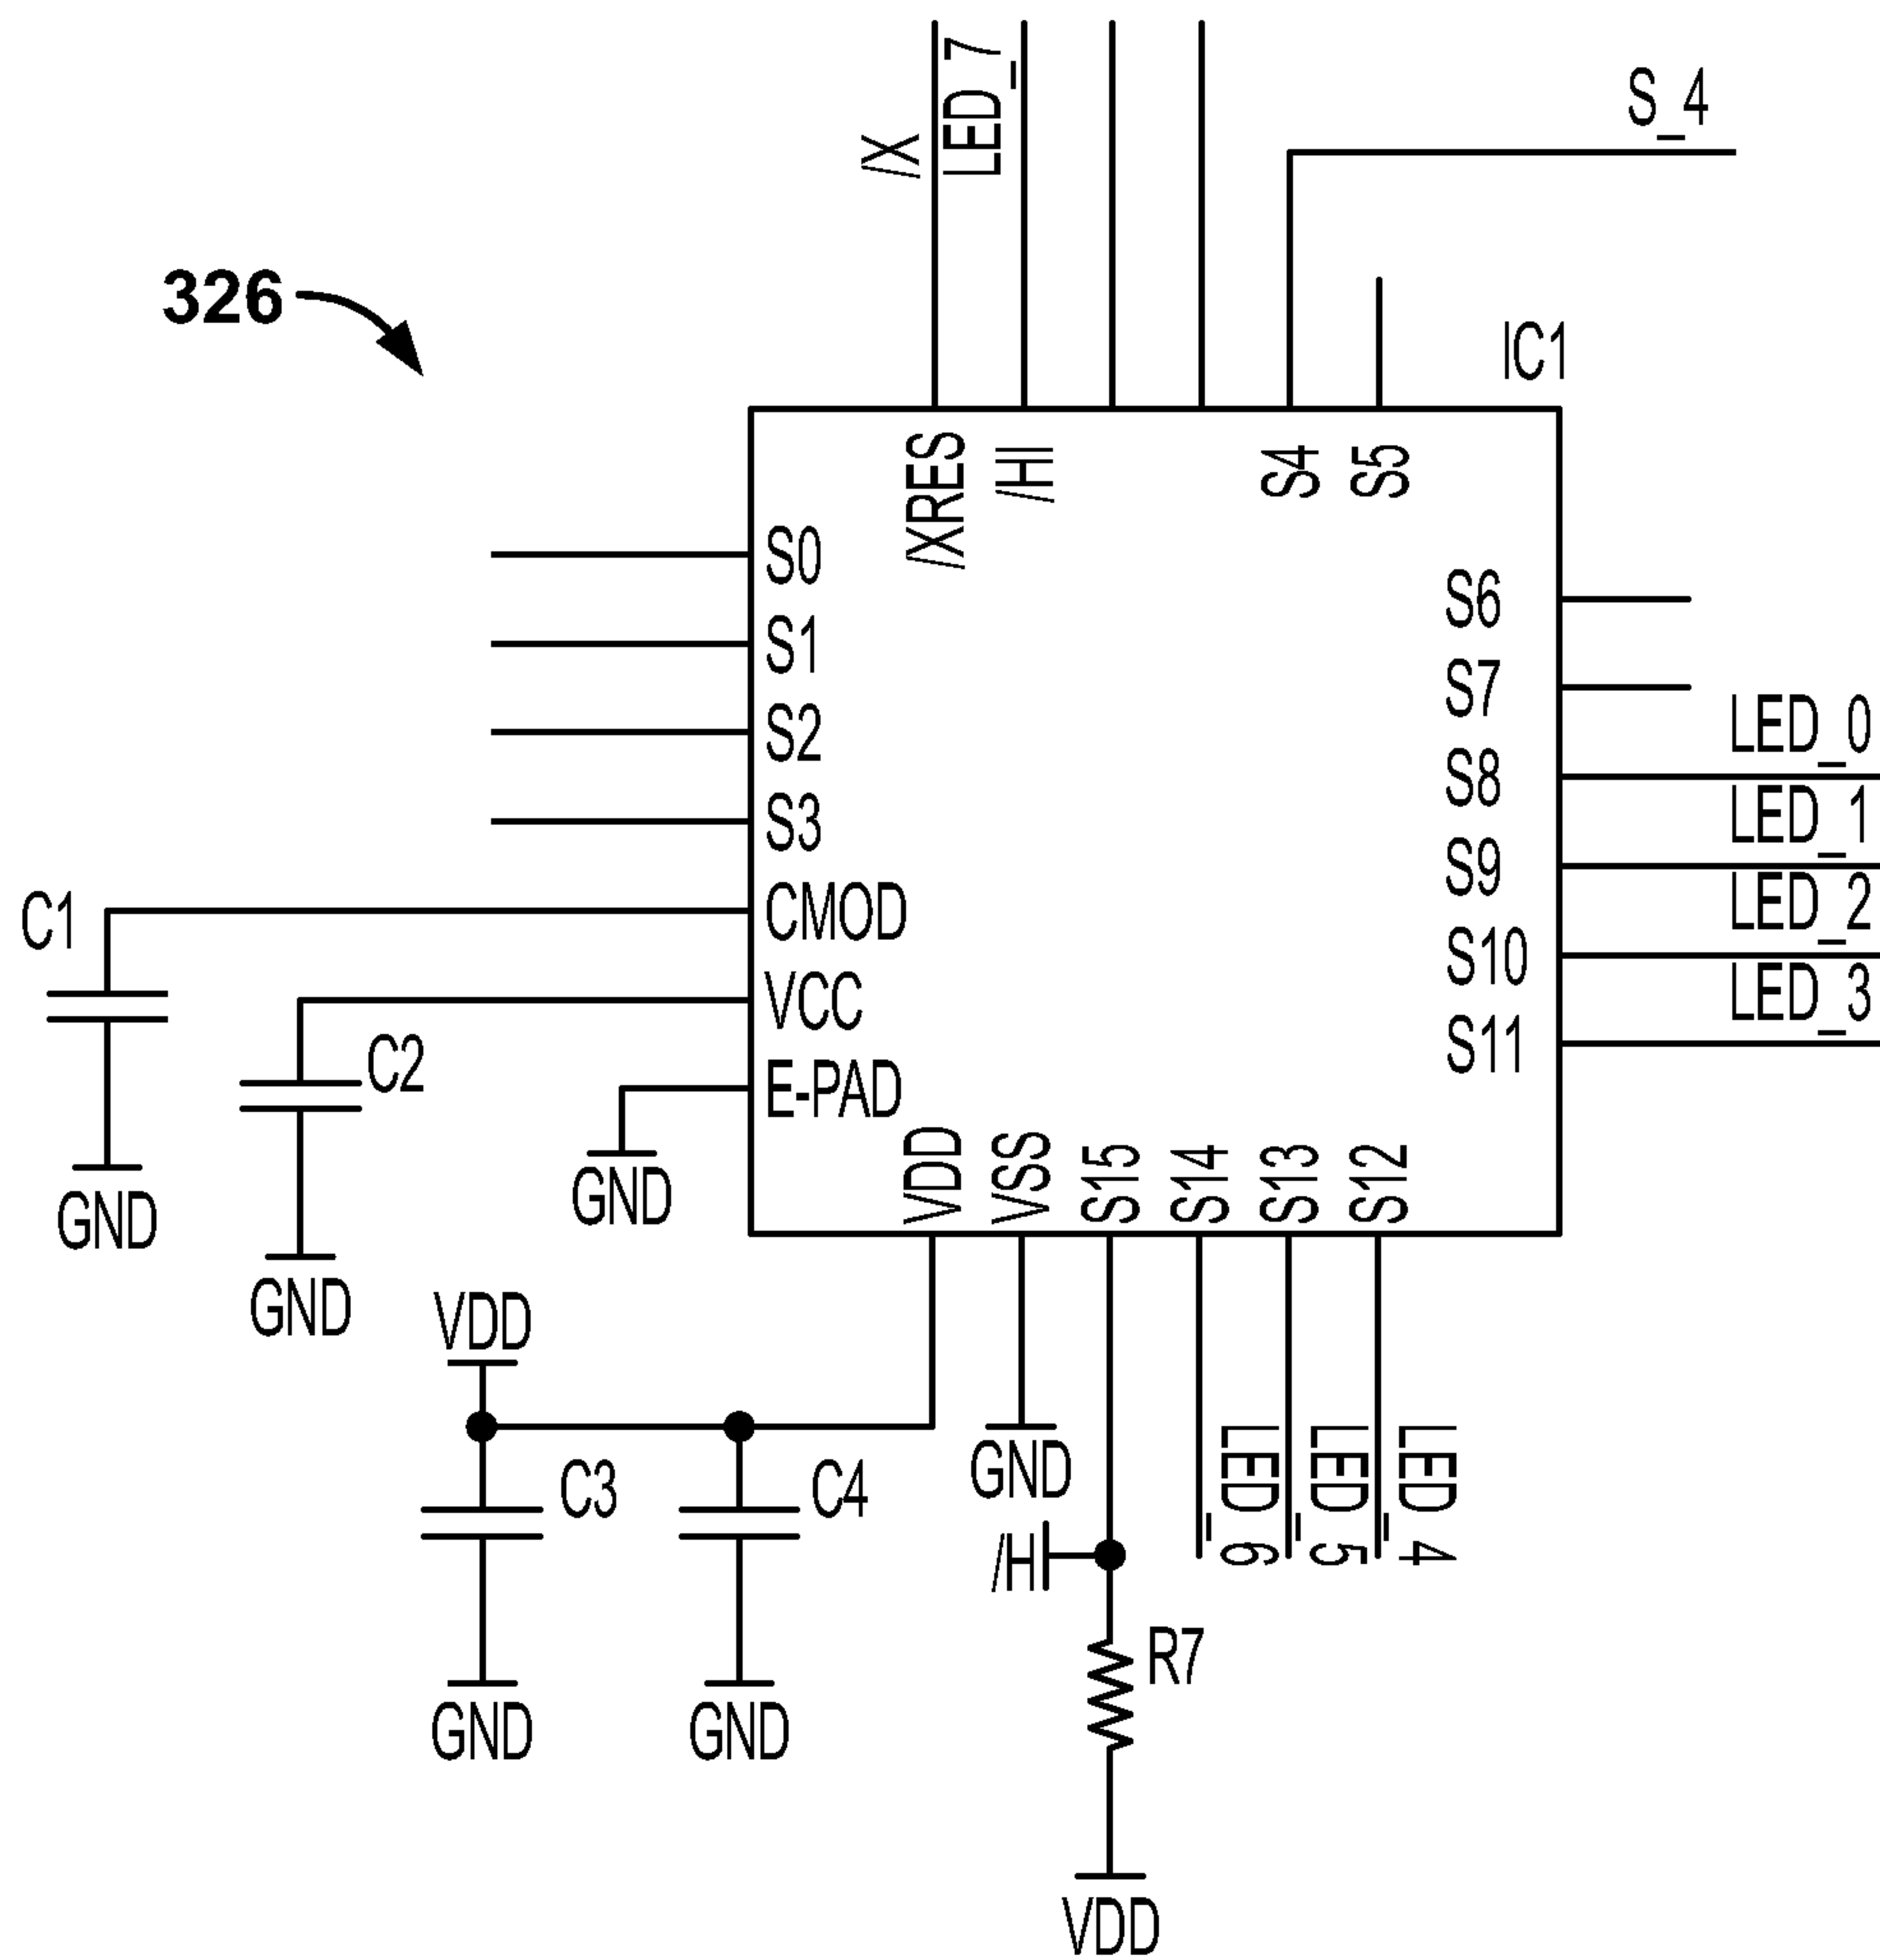 /X
LED_7
S_4
326
IC1
/XRES
/HI
S4
S5
S0
S1
S2
S3
CMOD
VCC
E-PAD
S6
S7
S8
S9
S10
S11
LED_0
LED_1
LED_2
LED_3
C1
C2
GND
GND
GND
VDD
VSS
S15
S14
S13
S12
VDD
C3
C4
GND
/H
LED_6
LED_5
LED_4
R7
GND
GND
VDD